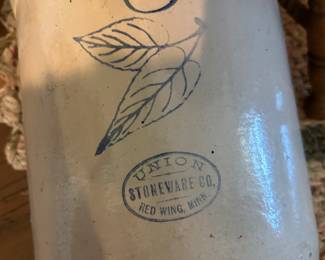 UNION
STONEWARE CO.
RED WING, MINN.